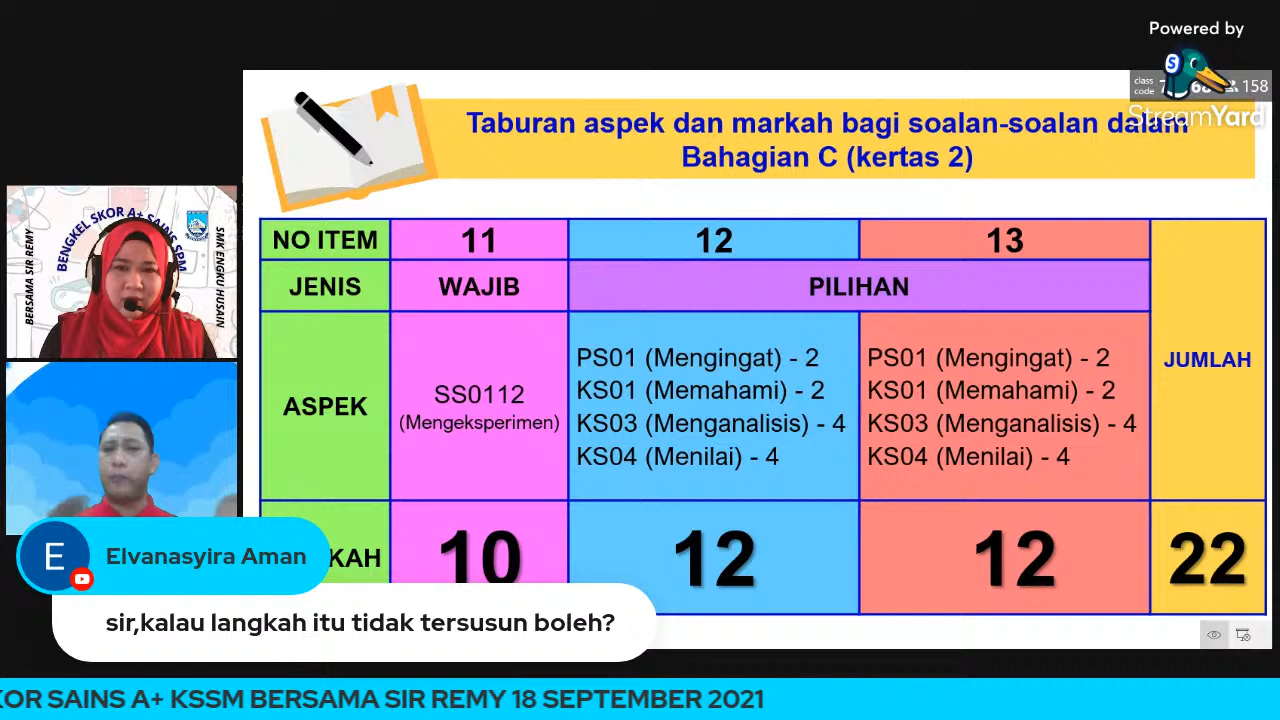 Powered by
StreamYard
class
code
158
Taburan aspek dan markah bagi soalan-soalan dalam
Bahagian C (kertas 2)
BENGKEL SKOR A+ SAINS SPM
BERSAMA SIR REMY
SMK ENGKU HUSAIN
NO ITEM
11
12
13
JENIS
WAJIB
PILIHAN
JUMLAH
ASPEK
SS0112
(Mengeksperimen)
PS01 (Mengingat) - 2
KS01 (Memahami) - 2
KS03 (Menganalisis) - 4
KS04 (Menilai) - 4
PS01 (Mengingat) - 2
KS01 (Memahami) - 2
KS03 (Menganalisis) - 4
KS04 (Menilai) - 4
KAH
10
12
12
22
E
Elvanasyira Aman
sir,kalau langkah itu tidak tersusun boleh?
KOR SAINS A+ KSSM BERSAMA SIR REMY 18 SEPTEMBER 2021